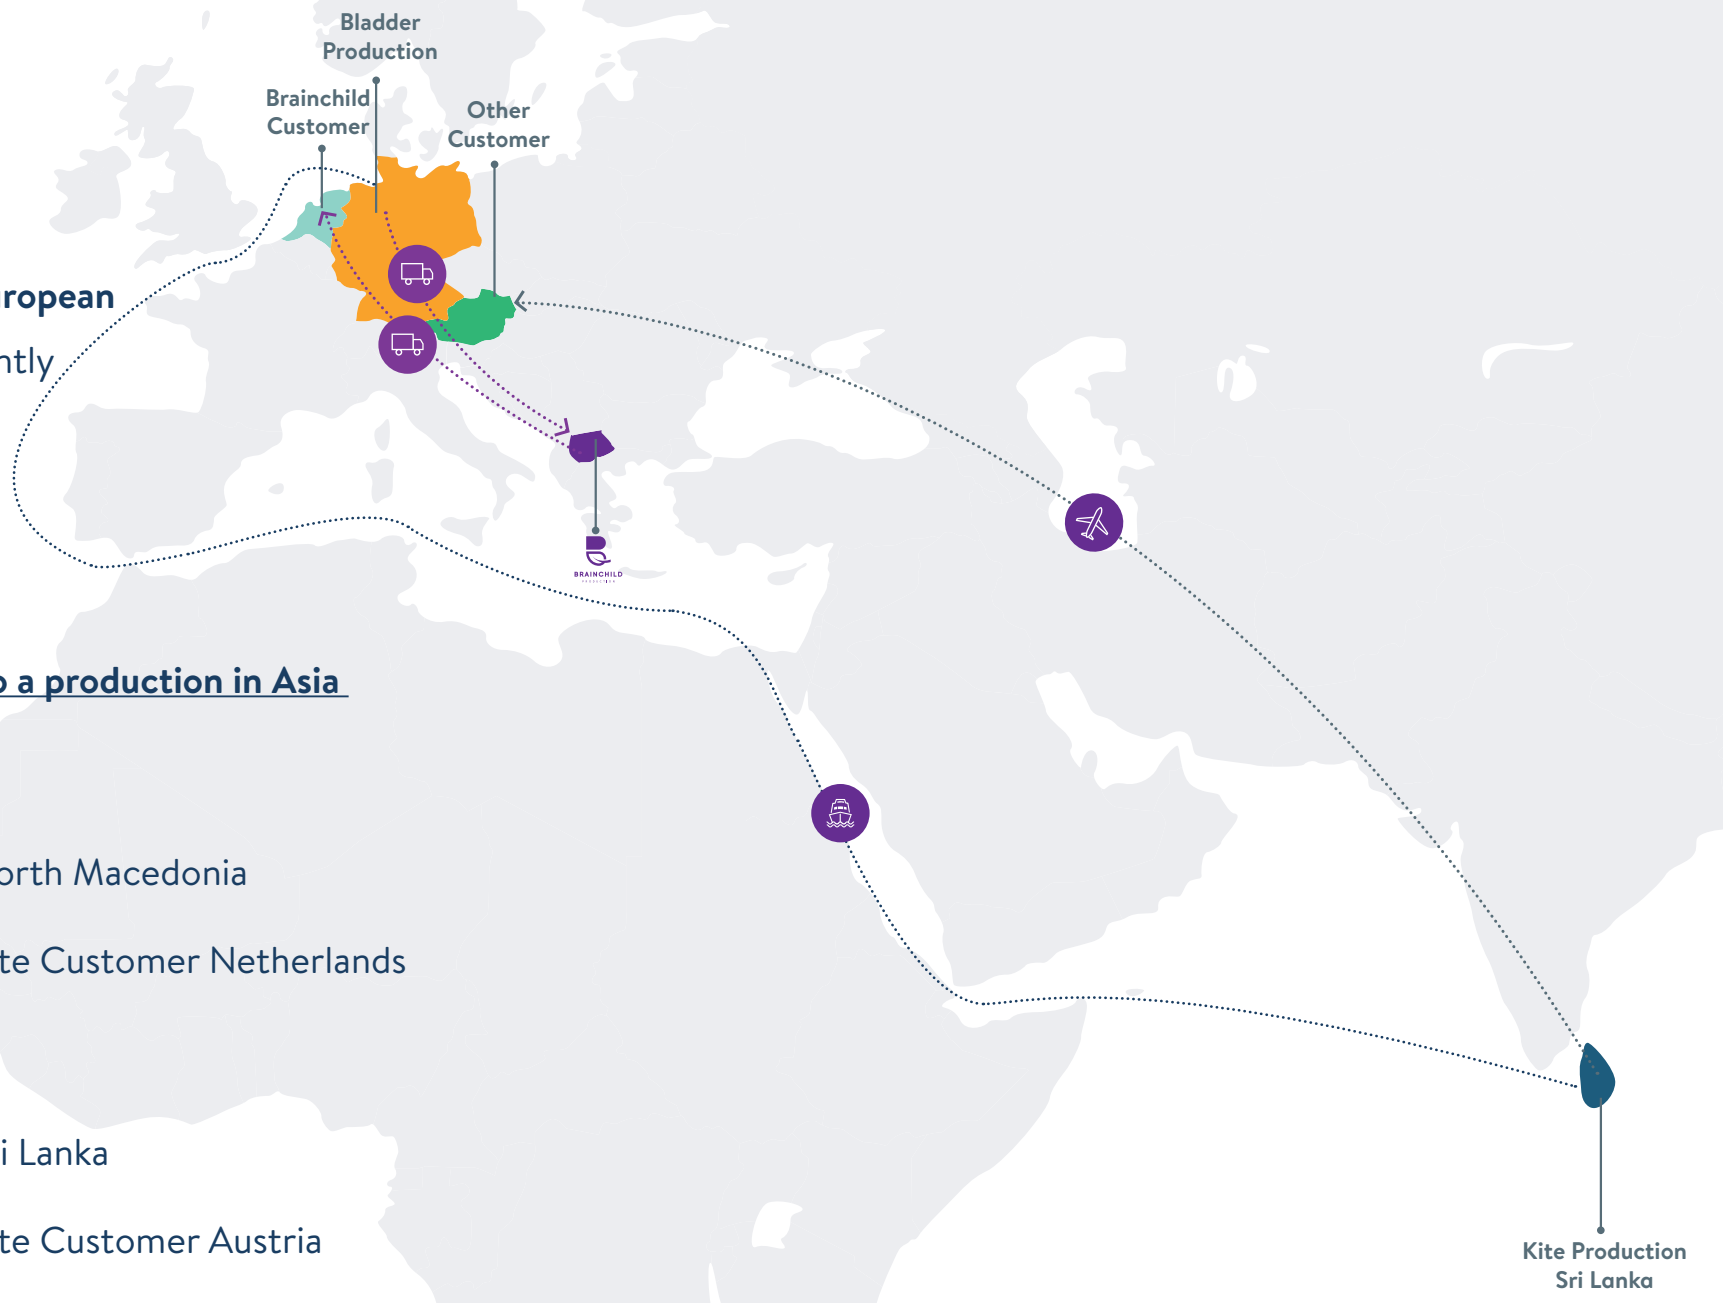 Bladder
Production
Brainchild
Customer
Other
Customer
ropean
ntly
BRAINCHILD
PRODUCTION
o a production in Asia
orth Macedonia
te Customer Netherlands
i Lanka
te Customer Austria
Kite Production
Sri Lanka